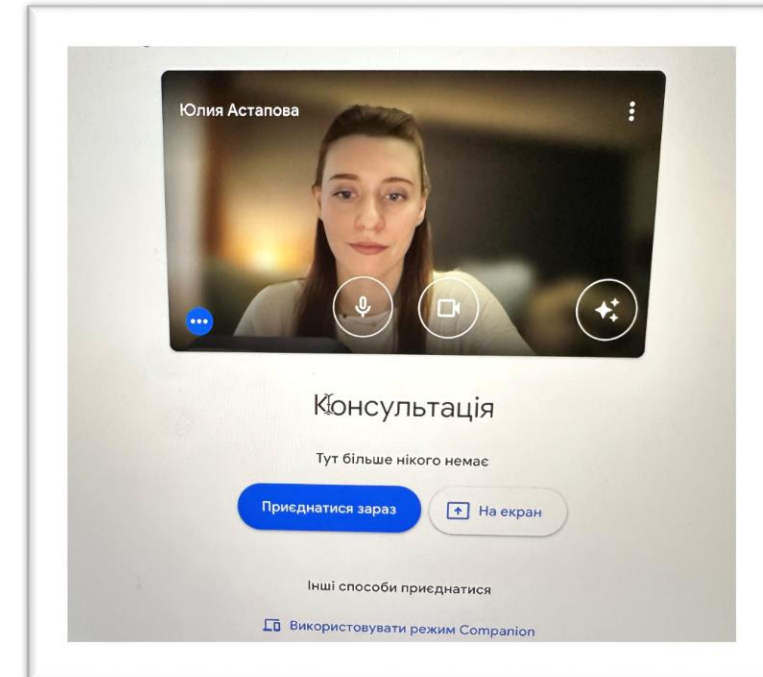 Юлия Астапова
Консультація
Тут більше нікого немає
Приєднатися зараз
На екран
Інші способи приєднатися
Використовувати режим Companion